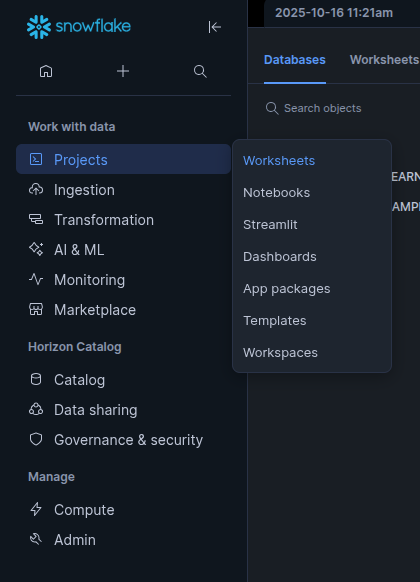 snowflake
2025-10-16 11:21am
Databases
Worksheets
Search objects
Work with data
Projects
Ingestion
Transformation
AI & ML
Monitoring
Marketplace
Worksheets
Notebooks
Streamlit
Dashboards
App packages
Templates
Workspaces
Horizon Catalog
Catalog
Data sharing
Governance & security
Manage
Compute
Admin